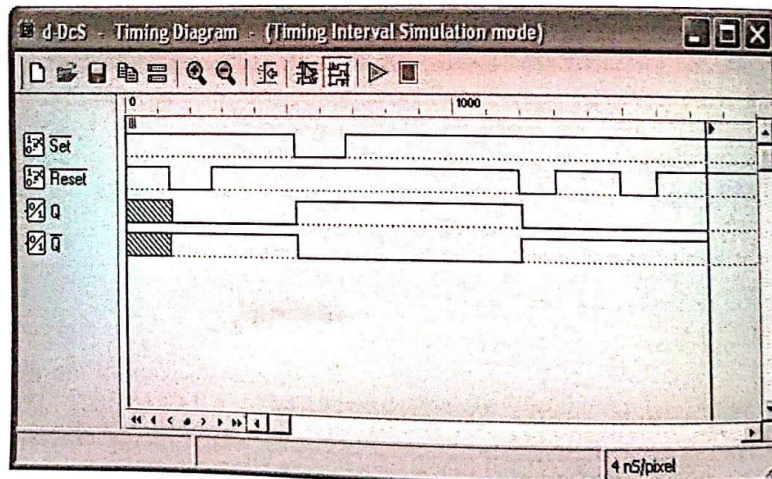 d-DcS - Timing Diagram - (Timing Interval Simulation mode)
0 1000
Set
Reset
Q
Q̅
4 nS/pixel